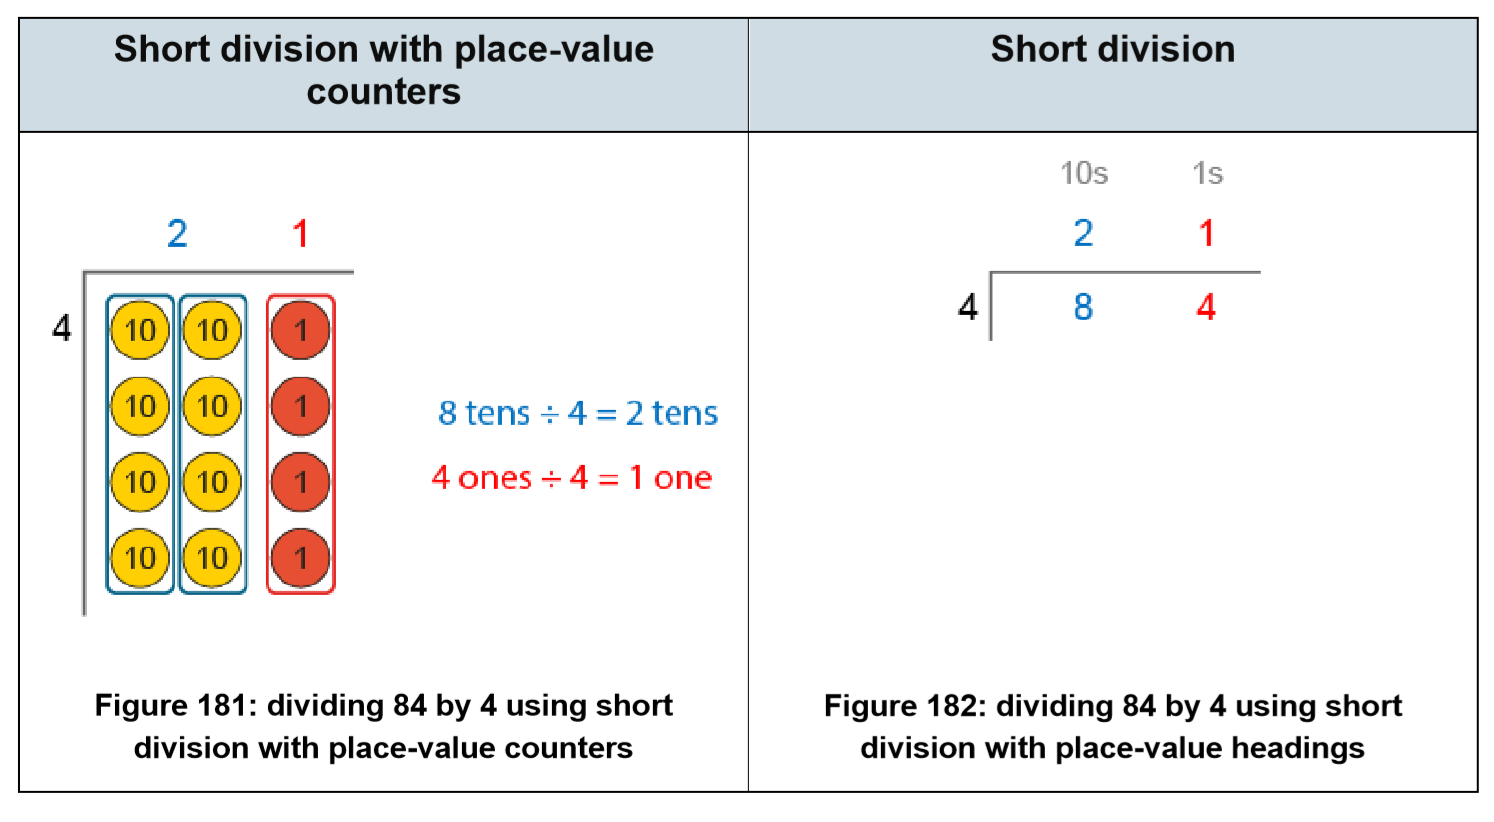 Short division with place-value
counters
Short division
2 1
4
10 10 1
10 10 1
10 10 1
10 10 1
8 tens ÷ 4 = 2 tens
4 ones ÷ 4 = 1 one
Figure 181: dividing 84 by 4 using short
division with place-value counters
10s 1s
2 1
4 8 4
Figure 182: dividing 84 by 4 using short
division with place-value headings